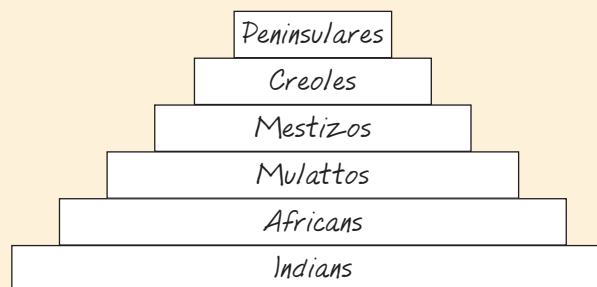 Peninsulares
Creoles
Mestizos
Mulattos
Africans
Indians